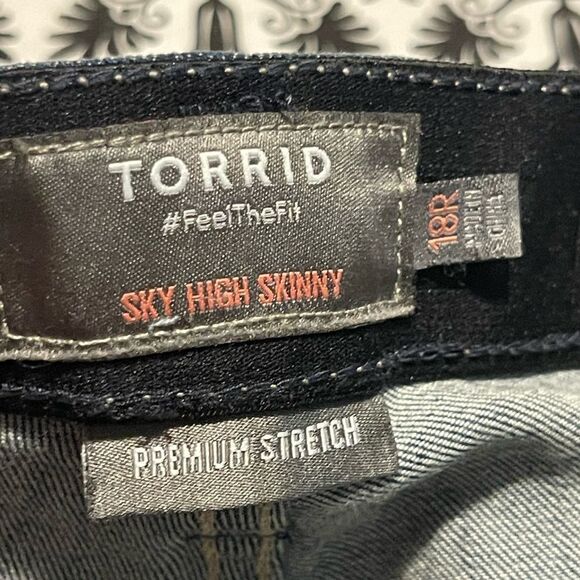 TORRID
#FeelTheFit
SKY HIGH SKINNY
18R
PREMIUM STRETCH